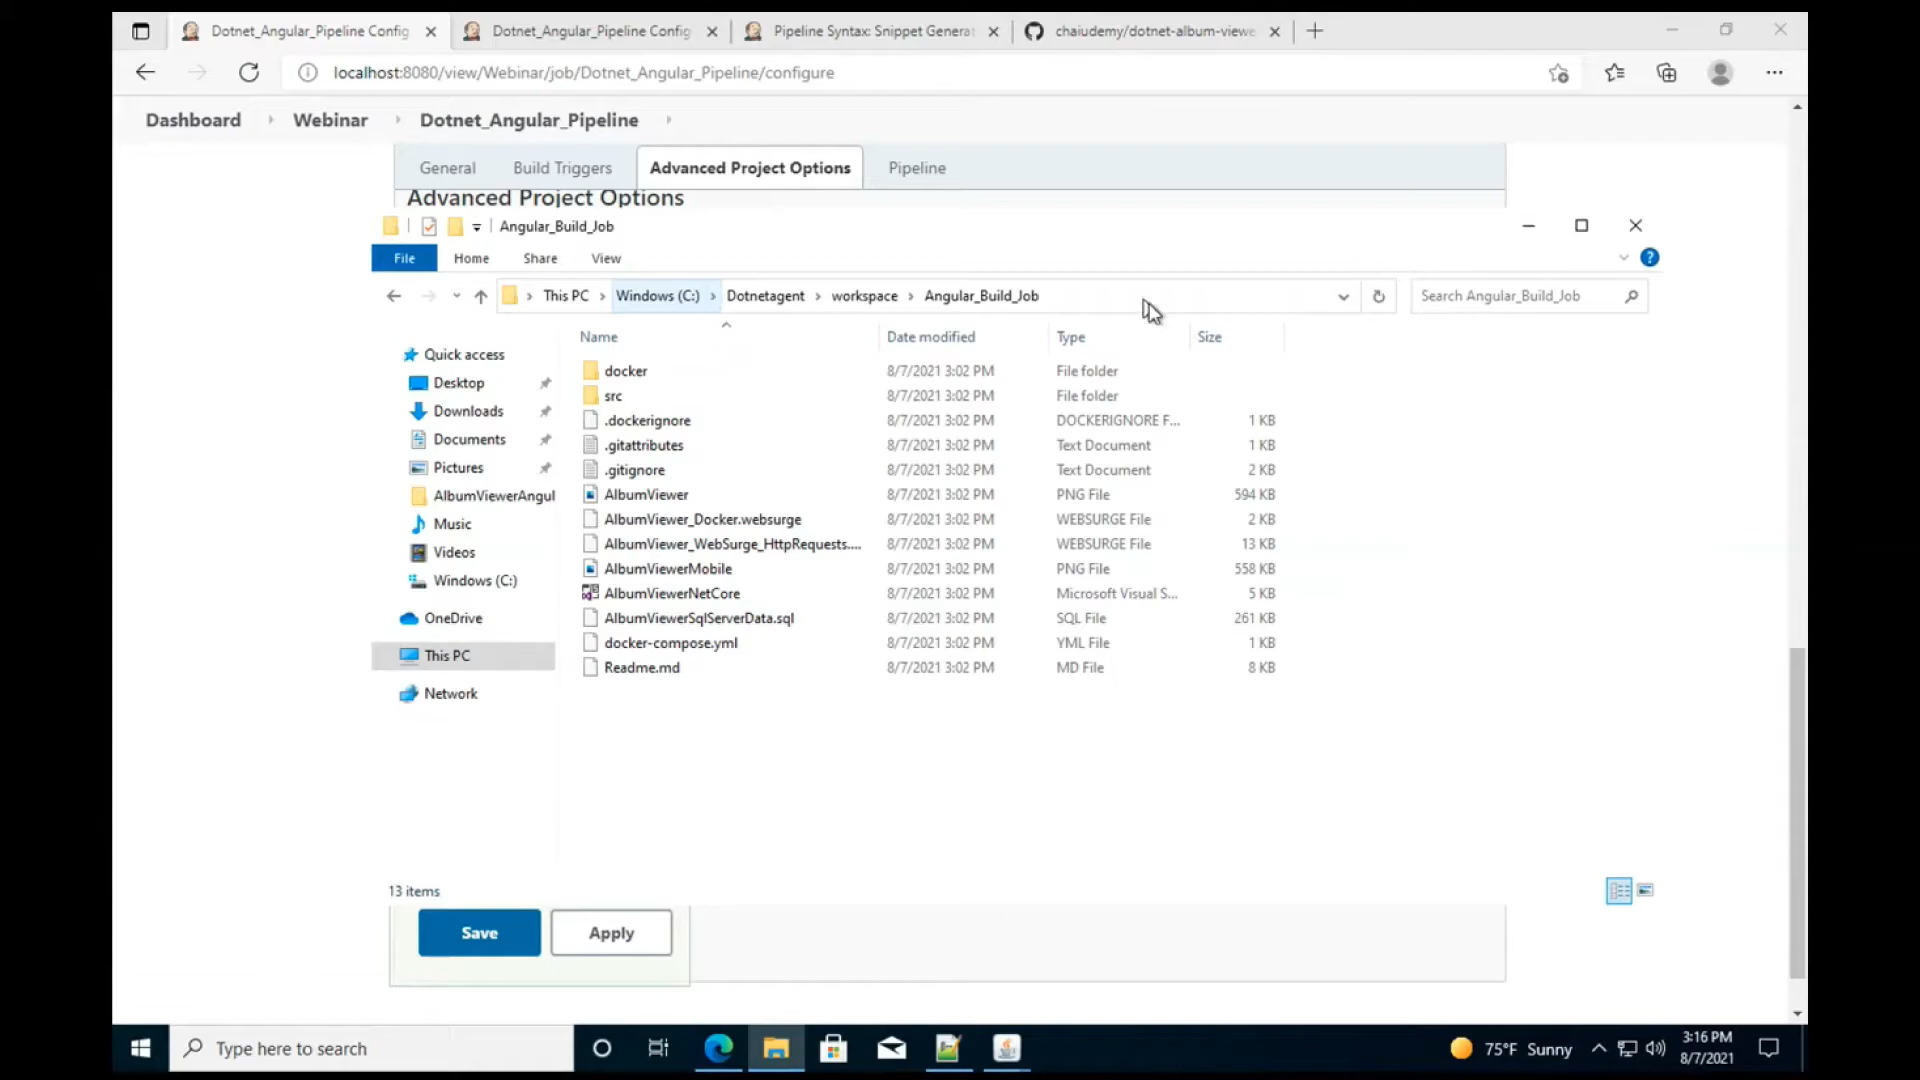 Dotnet_Angular_Pipeline Config
Dotnet_Angular_Pipeline Config
Pipeline Syntax: Snippet Generat
chaiudemy/dotnet-album-viewe
localhost:8080/view/Webinar/job/Dotnet_Angular_Pipeline/configure
Dashboard
Webinar
Dotnet_Angular_Pipeline
General
Build Triggers
Advanced Project Options
Pipeline
Advanced Project Options
Angular_Build_Job
File
Home
Share
View
This PC
Windows (C:)
Dotnetagent
workspace
Angular_Build_Job
Search Angular_Build_Job
Name
Date modified
Type
Size
Quick access
Desktop
Downloads
Documents
Pictures
AlbumViewerAngul
Music
Videos
Windows (C:)
OneDrive
This PC
Network
docker 8/7/2021 3:02 PM File folder
src 8/7/2021 3:02 PM File folder
.dockerignore 8/7/2021 3:02 PM DOCKERIGNORE F... 1 KB
.gitattributes 8/7/2021 3:02 PM Text Document 1 KB
.gitignore 8/7/2021 3:02 PM Text Document 2 KB
AlbumViewer 8/7/2021 3:02 PM PNG File 594 KB
AlbumViewer_Docker.websurge 8/7/2021 3:02 PM WEBSURGE File 2 KB
AlbumViewer_WebSurge_HttpRequests.... 8/7/2021 3:02 PM WEBSURGE File 13 KB
AlbumViewerMobile 8/7/2021 3:02 PM PNG File 558 KB
AlbumViewerNetCore 8/7/2021 3:02 PM Microsoft Visual S... 5 KB
AlbumViewerSqlServerData.sql 8/7/2021 3:02 PM SQL File 261 KB
docker-compose.yml 8/7/2021 3:02 PM YML File 1 KB
Readme.md 8/7/2021 3:02 PM MD File 8 KB
13 items
Save
Apply
Type here to search
75°F Sunny
3:16 PM
8/7/2021